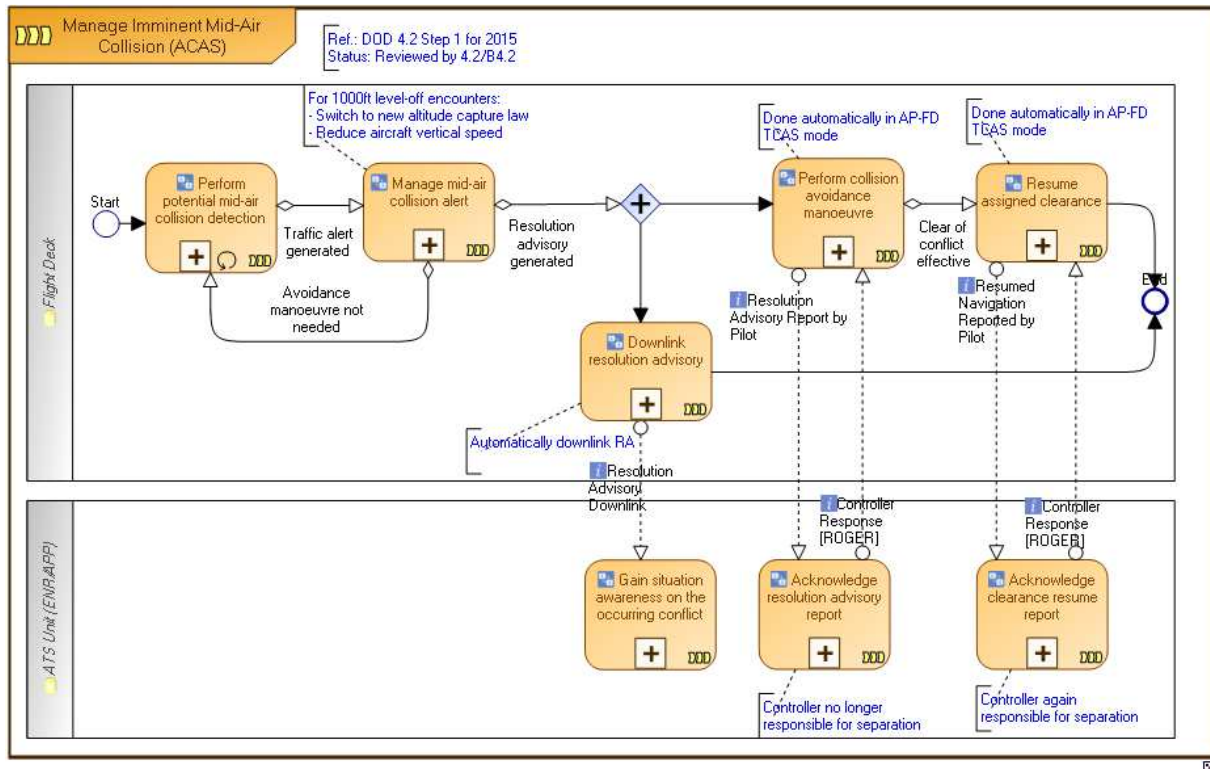 Manage Imminent Mid-Air
Collision (ACAS)
Ref.: DOD 4.2 Step 1 for 2015
Status: Reviewed by 4.2/B4.2
Flight Deck
For 1000ft level-off encounters:
- Switch to new altitude capture law
- Reduce aircraft vertical speed
Done automatically in AP-FD
TCAS mode
Done automatically in AP-FD
TCAS mode
Start
Perform
potential mid-air
collision detection
Traffic alert
generated
Manage mid-air
collision alert
Resolution
advisory
generated
Perform collision
avoidance
manoeuvre
Clear of
conflict
effective
Resume
assigned clearance
End
Avoidance
manoeuvre not
needed
Resolution
Advisory Report by
Pilot
Resumed
Navigation
Reported by
Pilot
Downlink
resolution advisory
Automatically downlink RA
Resolution
Advisory
Downlink
ATS Unit (ENR,APP)
Controller
Response
[ROGER]
Controller
Response
[ROGER]
Gain situation
awareness on the
occurring conflict
Acknowledge
resolution advisory
report
Acknowledge
clearance resume
report
Controller no longer
responsible for separation
Controller again
responsible for separation